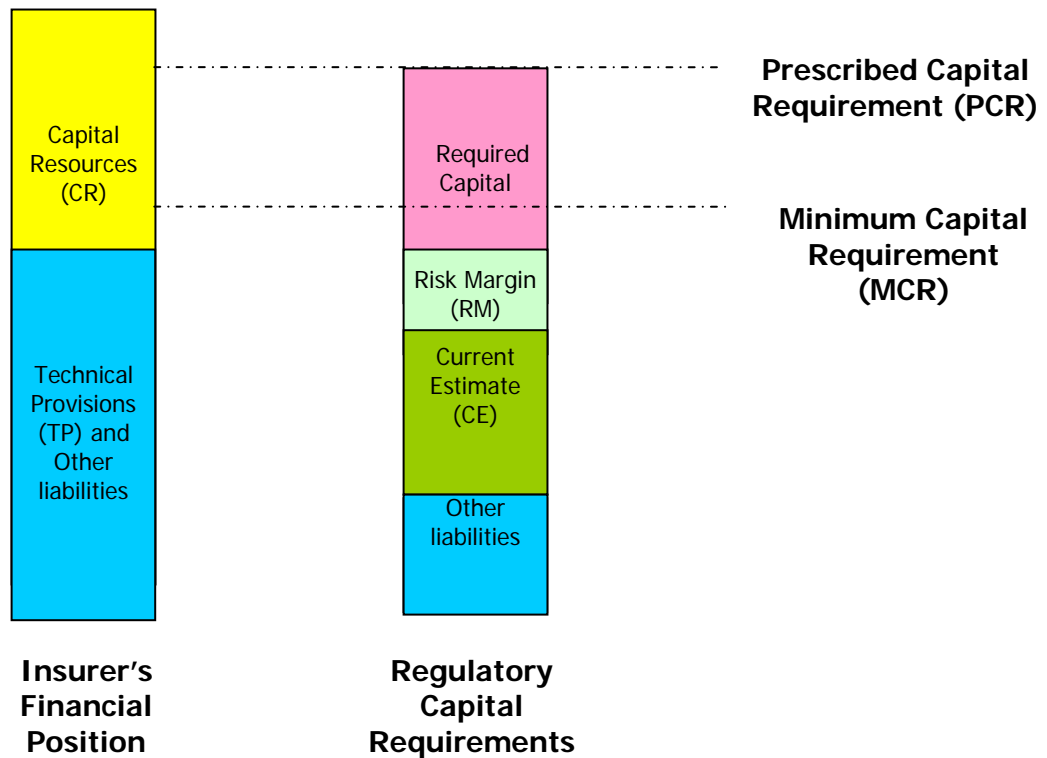 Capital
Resources
(CR)
Technical
Provisions
(TP) and
Other
liabilities
Insurer’s
Financial
Position
Required
Capital
Risk Margin
(RM)
Current
Estimate
(CE)
Other
liabilities
Regulatory
Capital
Requirements
Prescribed Capital
Requirement (PCR)
Minimum Capital
Requirement
(MCR)